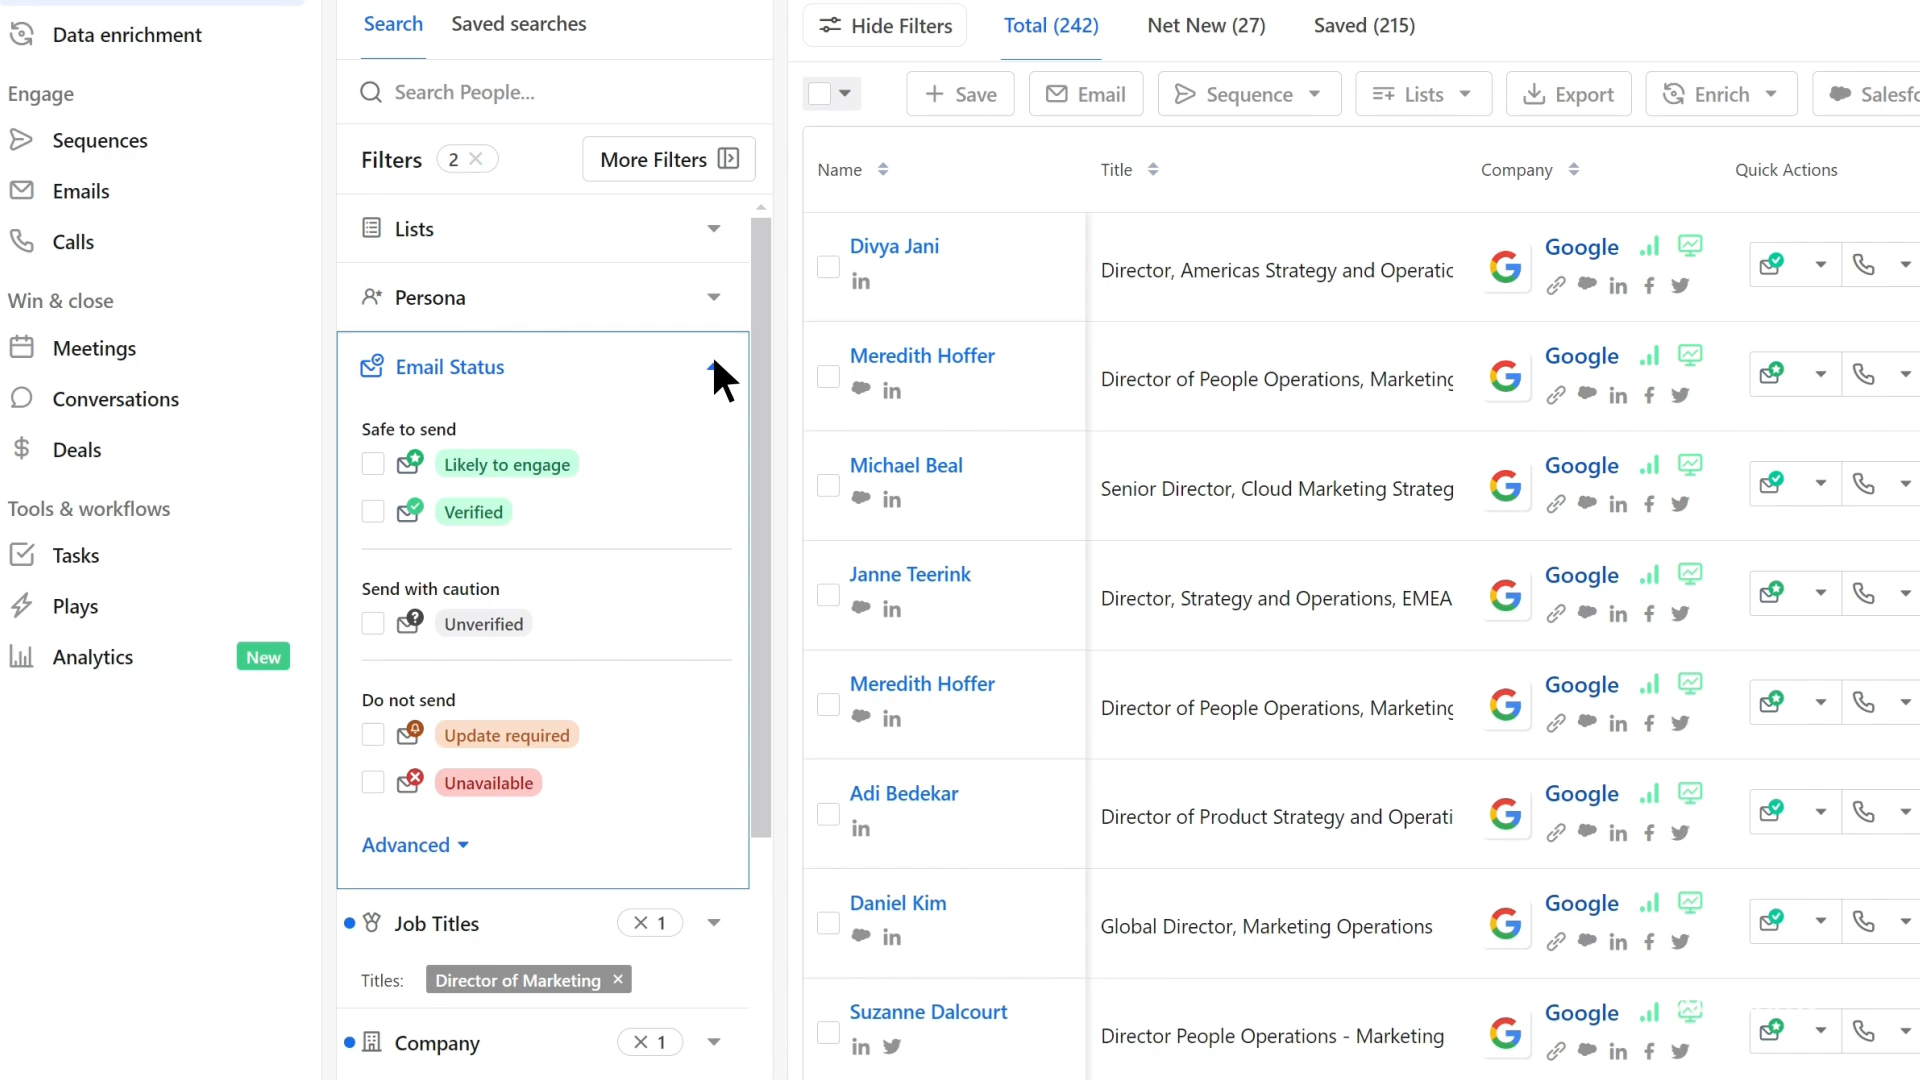 Data enrichment
Engage
Sequences
Emails
Calls
Win & close
Meetings
Conversations
Deals
Tools & workflows
Tasks
Plays
Analytics
New
Search
Saved searches
Search People...
Filters
2
More Filters
Lists
Persona
Email Status
Safe to send
Likely to engage
Verified
Send with caution
Unverified
Do not send
Update required
Unavailable
Advanced
Job Titles
1
Titles:
Director of Marketing
Company
1
Hide Filters
Total (242)
Net New (27)
Saved (215)
Save
Email
Sequence
Lists
Export
Enrich
Salesfo
Name
Title
Company
Quick Actions
Divya Jani
Director, Americas Strategy and Operatio
Google
Meredith Hoffer
Director of People Operations, Marketing
Google
Michael Beal
Senior Director, Cloud Marketing Strateg
Google
Janne Teerink
Director, Strategy and Operations, EMEA
Google
Meredith Hoffer
Director of People Operations, Marketing
Google
Adi Bedekar
Director of Product Strategy and Operati
Google
Daniel Kim
Global Director, Marketing Operations
Google
Suzanne Dalcourt
Director People Operations - Marketing
Google